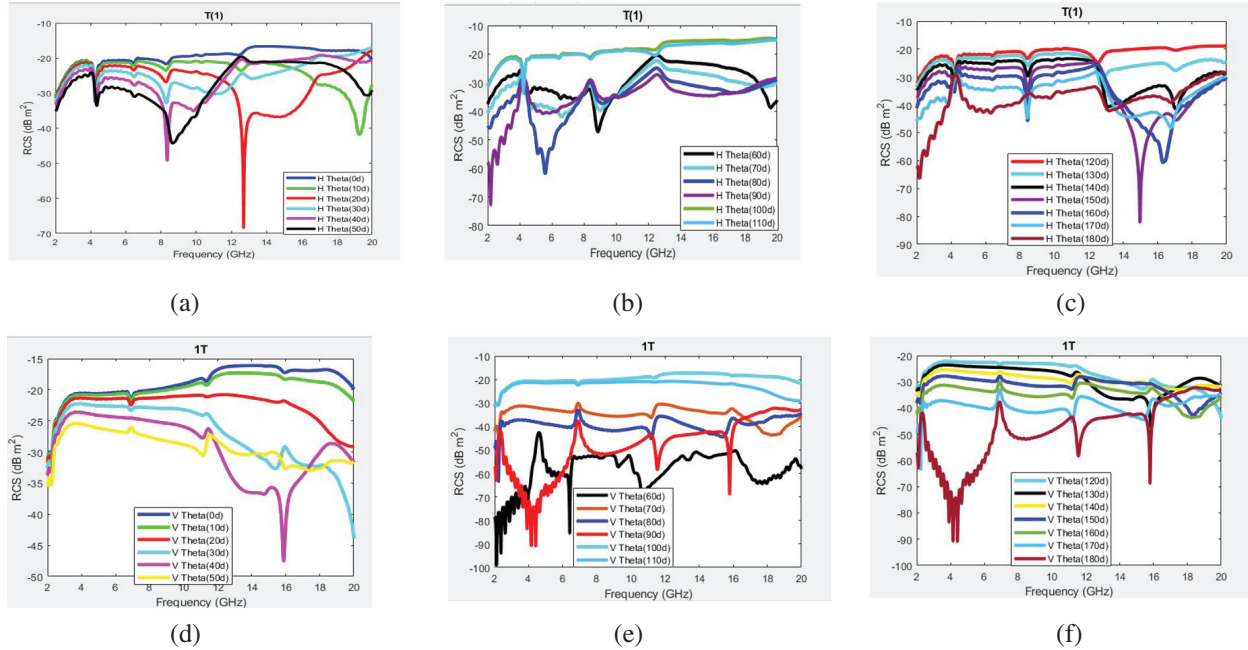 T(1)
RCS (dB m²)
-10
-20
-30
-40
-50
-60
-70
H Theta(0d)
H Theta(10d)
H Theta(20d)
H Theta(30d)
H Theta(40d)
H Theta(50d)
2 4 6 8 10 12 14 16 18 20
Frequency (GHz)
(a)
T(1)
RCS (dB m²)
-10
-20
-30
-40
-50
-60
-70
-80
H Theta(60d)
H Theta(70d)
H Theta(80d)
H Theta(90d)
H Theta(100d)
H Theta(110d)
2 4 6 8 10 12 14 16 18 20
Frequency (GHz)
(b)
T(1)
RCS (dB m²)
-10
-20
-30
-40
-50
-60
-70
-80
-90
H Theta(120d)
H Theta(130d)
H Theta(140d)
H Theta(150d)
H Theta(160d)
H Theta(170d)
H Theta(180d)
2 4 6 8 10 12 14 16 18 20
Frequency (GHz)
(c)
1T
RCS (dB m²)
-15
-20
-25
-30
-35
-40
-45
-50
V Theta(0d)
V Theta(10d)
V Theta(20d)
V Theta(30d)
V Theta(40d)
V Theta(50d)
2 4 6 8 10 12 14 16 18 20
Frequency (GHz)
(d)
1T
RCS (dB m²)
-10
-20
-30
-40
-50
-60
-70
-80
-90
-100
V Theta(60d)
V Theta(70d)
V Theta(80d)
V Theta(90d)
V Theta(100d)
V Theta(110d)
2 4 6 8 10 12 14 16 18 20
Frequency (GHz)
(e)
1T
RCS (dB m²)
-20
-30
-40
-50
-60
-70
-80
-90
-100
V Theta(120d)
V Theta(130d)
V Theta(140d)
V Theta(150d)
V Theta(160d)
V Theta(170d)
V Theta(180d)
2 4 6 8 10 12 14 16 18 20
Frequency (GHz)
(f)